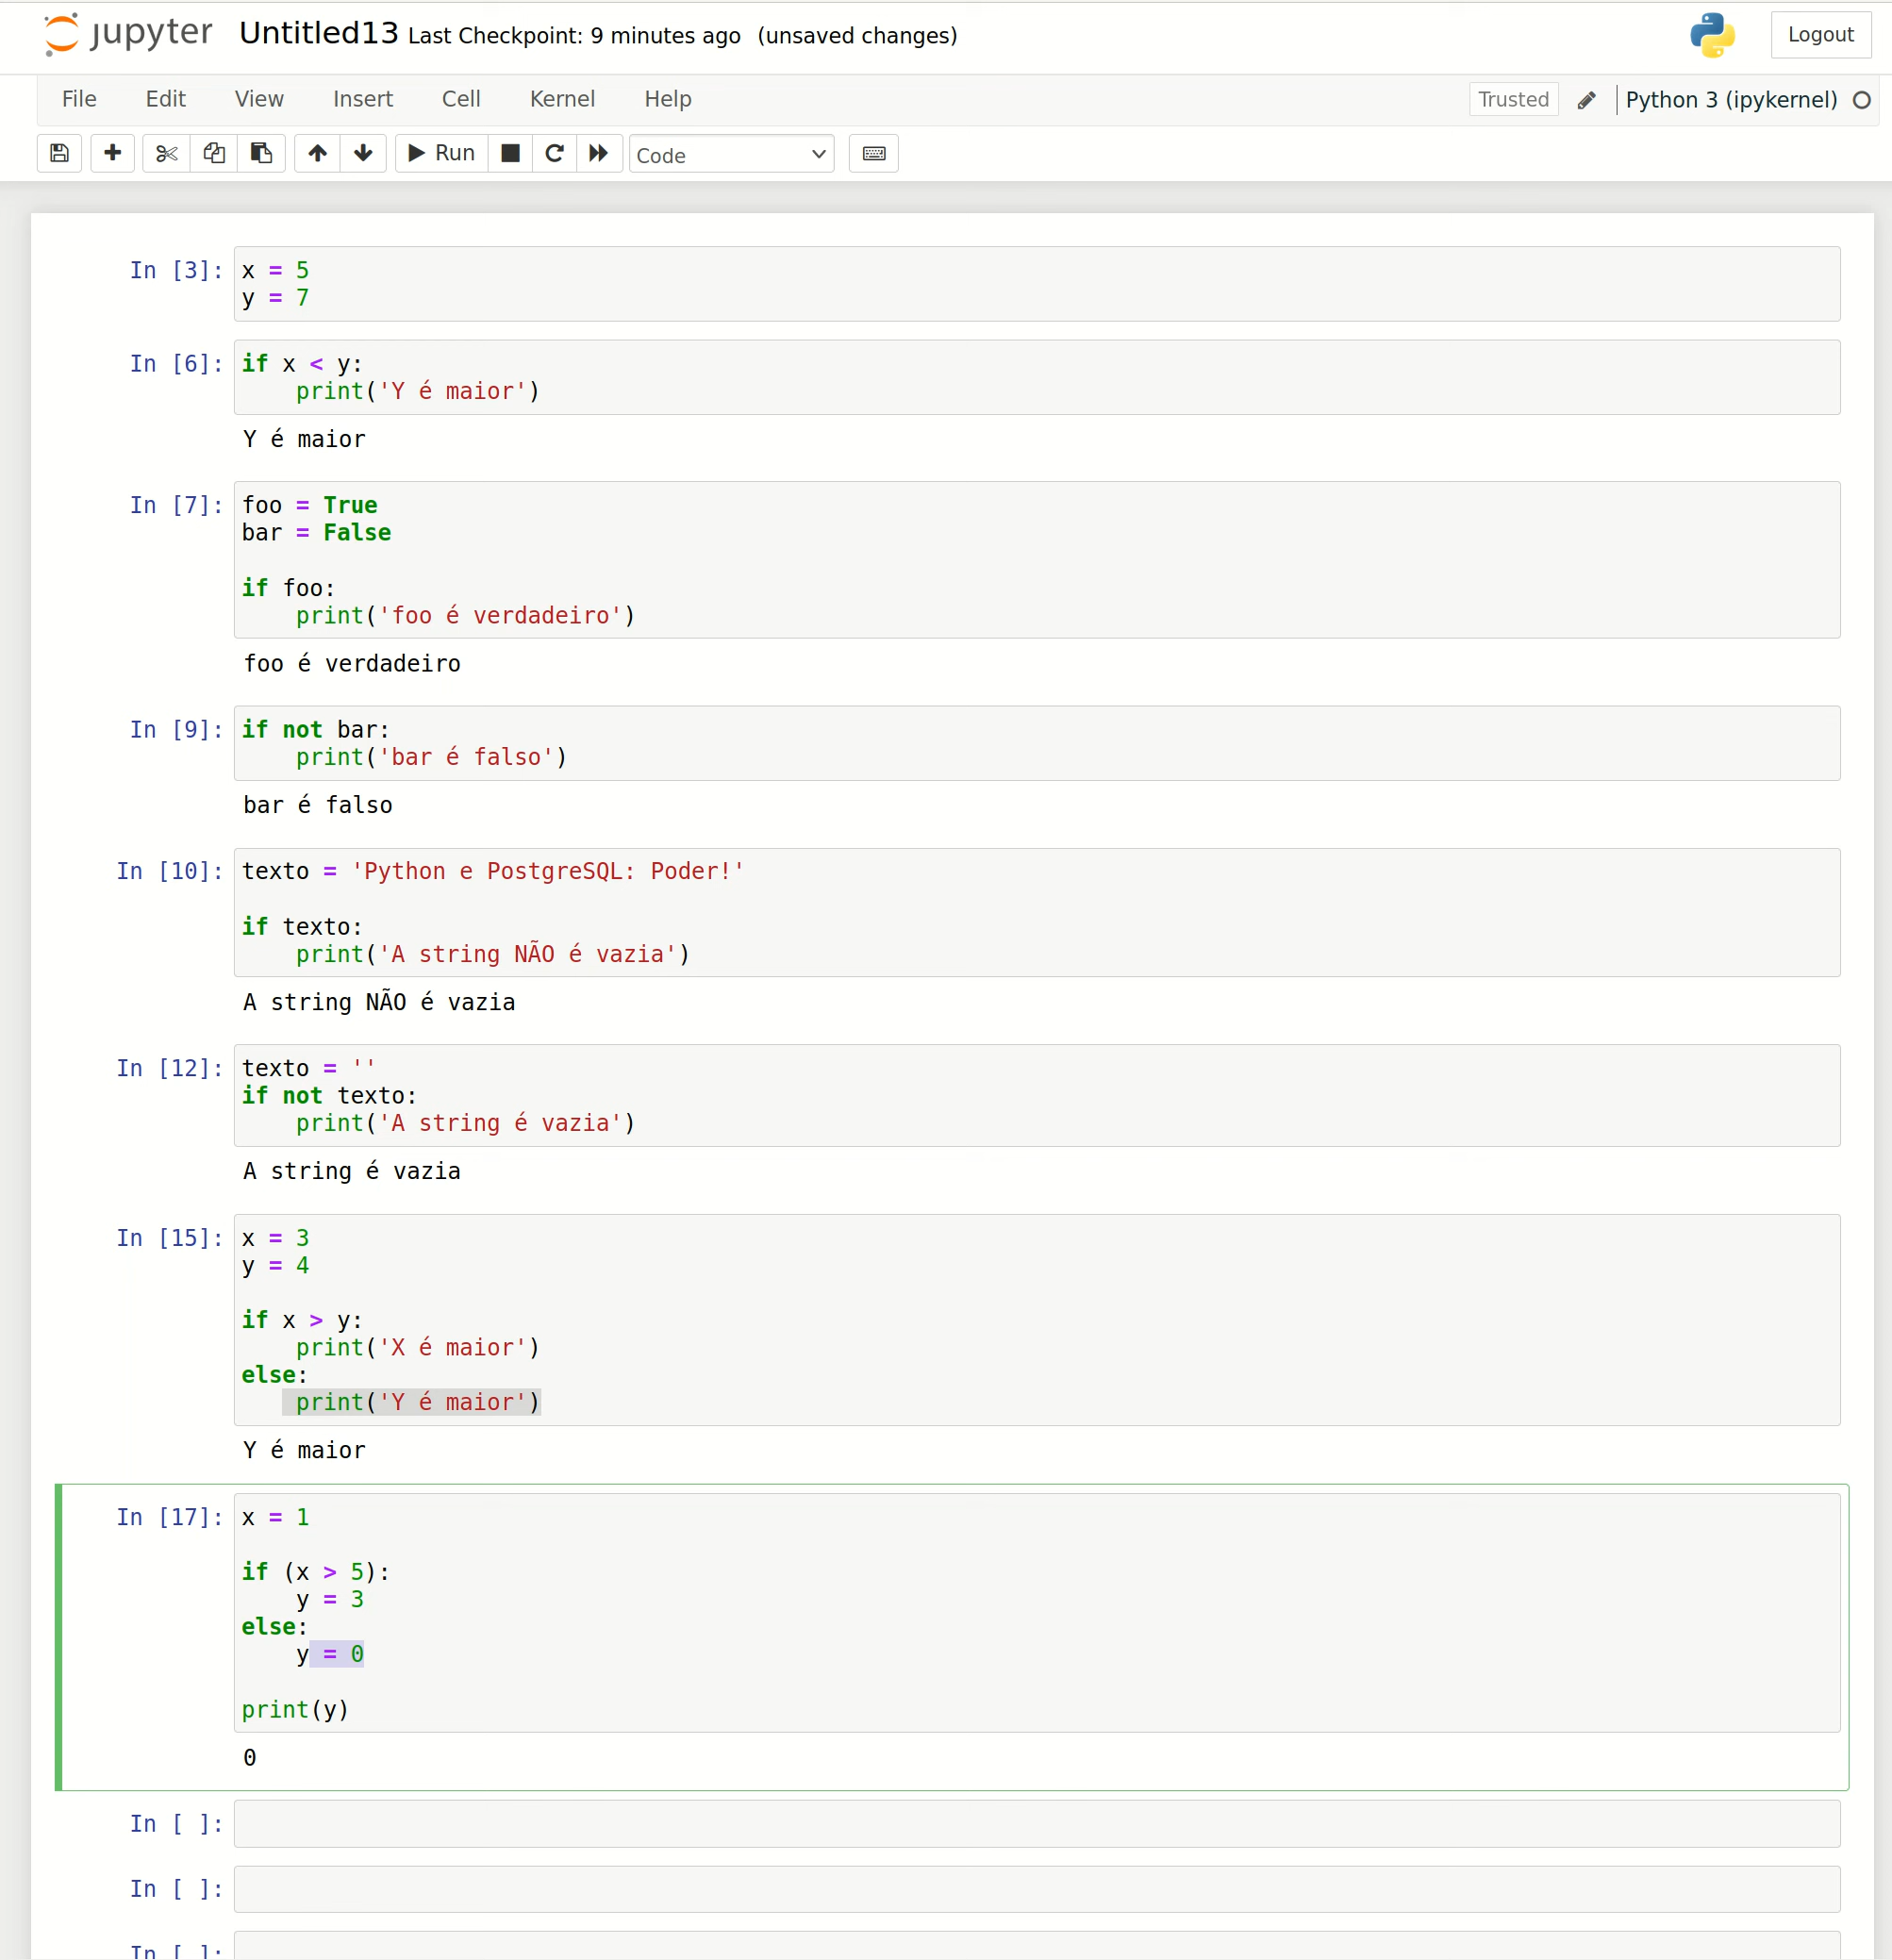 jupyter Untitled13 Last Checkpoint: 9 minutes ago (unsaved changes) Logout
File Edit View Insert Cell Kernel Help Trusted Python 3 (ipykernel)
Run Code
In [3]: x = 5
y = 7
In [6]: if x < y:
print('Y é maior')
Y é maior
In [7]: foo = True
bar = False
if foo:
print('foo é verdadeiro')
foo é verdadeiro
In [9]: if not bar:
print('bar é falso')
bar é falso
In [10]: texto = 'Python e PostgreSQL: Poder!'
if texto:
print('A string NÃO é vazia')
A string NÃO é vazia
In [12]: texto = ''
if not texto:
print('A string é vazia')
A string é vazia
In [15]: x = 3
y = 4
if x > y:
print('X é maior')
else:
print('Y é maior')
Y é maior
In [17]: x = 1
if (x > 5):
y = 3
else:
y = 0
print(y)
0
In [ ]:
In [ ]:
In [ ]: